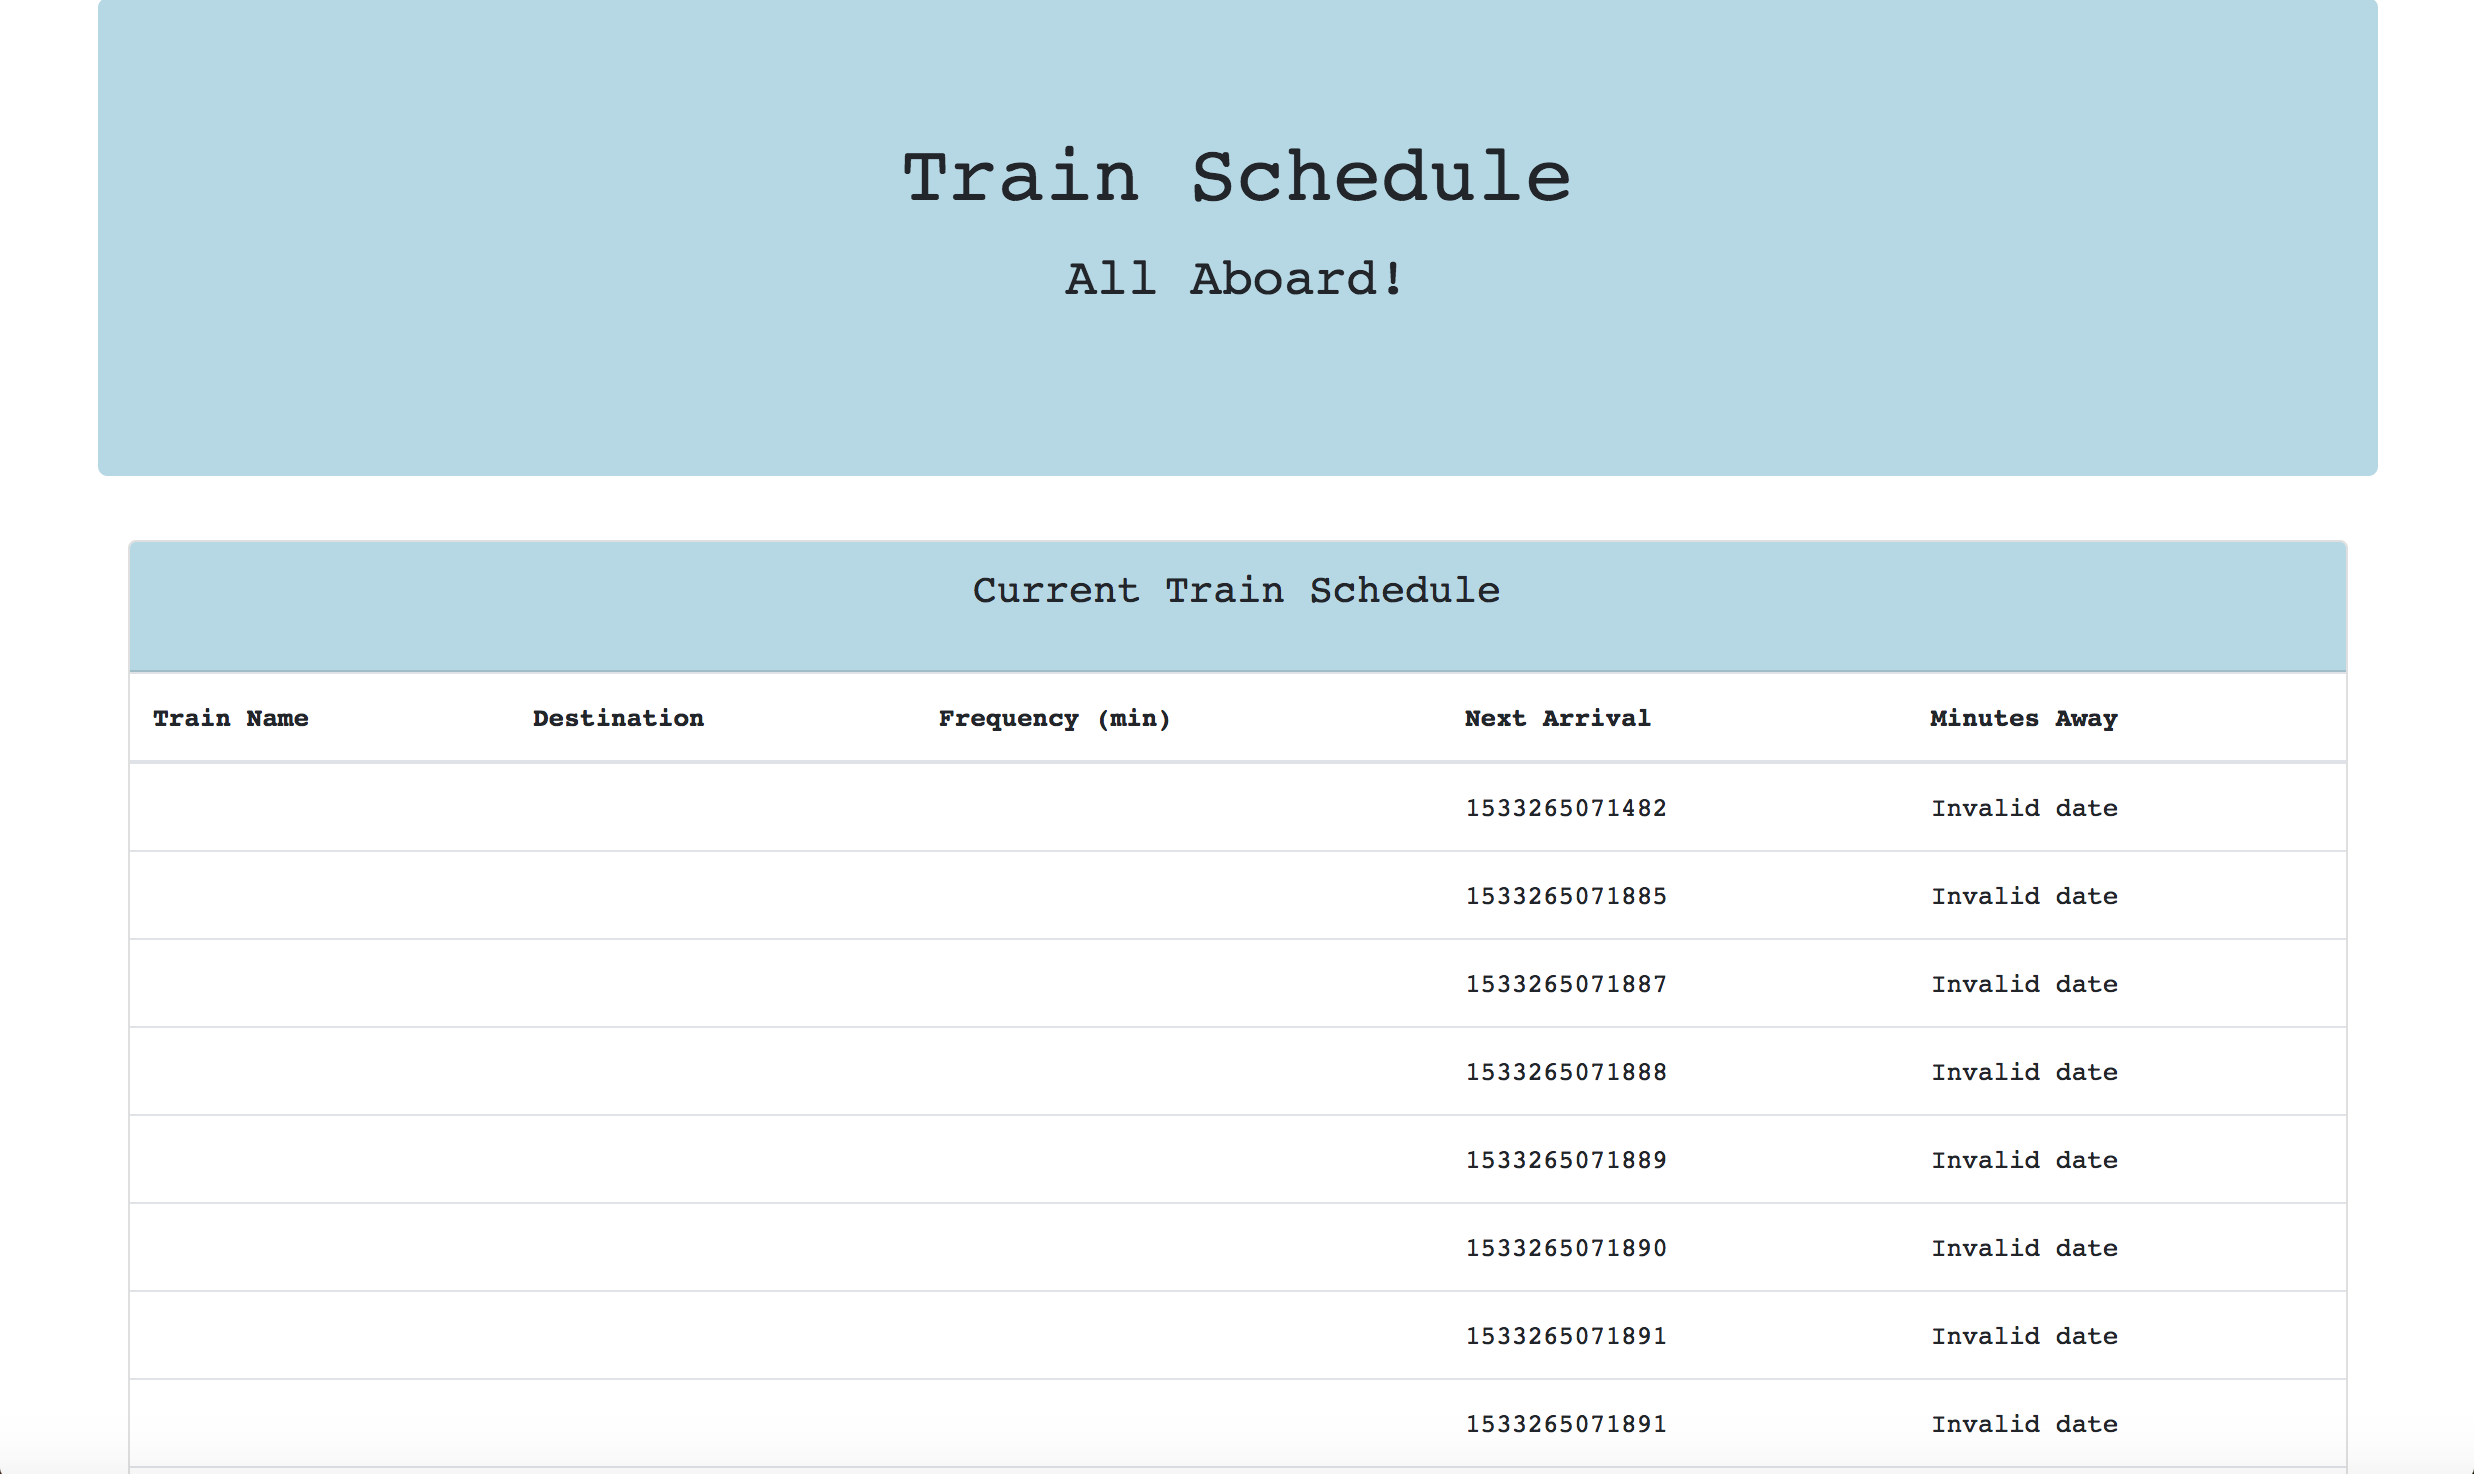 Train Schedule
All Aboard!
Current Train Schedule
Train Name Destination Frequency (min) Next Arrival Minutes Away
1533265071482 Invalid date
1533265071885 Invalid date
1533265071887 Invalid date
1533265071888 Invalid date
1533265071889 Invalid date
1533265071890 Invalid date
1533265071891 Invalid date
1533265071891 Invalid date